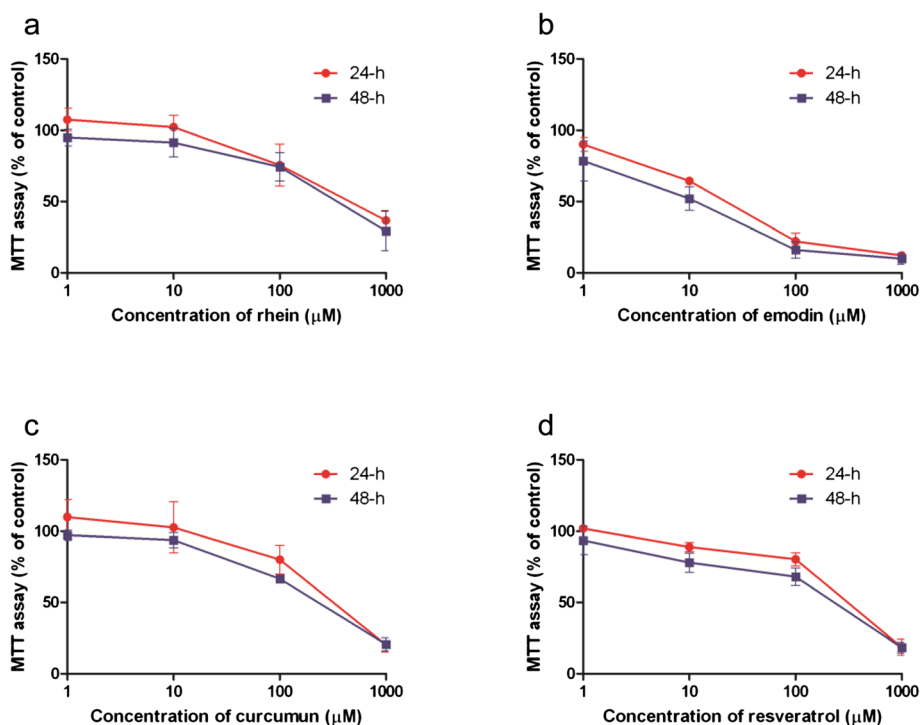 a
MTT assay (% of control)
150
100
50
0
24-h
48-h
1 10 100 1000
Concentration of rhein (μM)
b
MTT assay (% of control)
150
100
50
0
24-h
48-h
1 10 100 1000
Concentration of emodin (μM)
c
MTT assay (% of control)
150
100
50
0
24-h
48-h
1 10 100 1000
Concentration of curcumun (μM)
d
MTT assay (% of control)
150
100
50
0
24-h
48-h
1 10 100 1000
Concentration of resveratrol (μM)